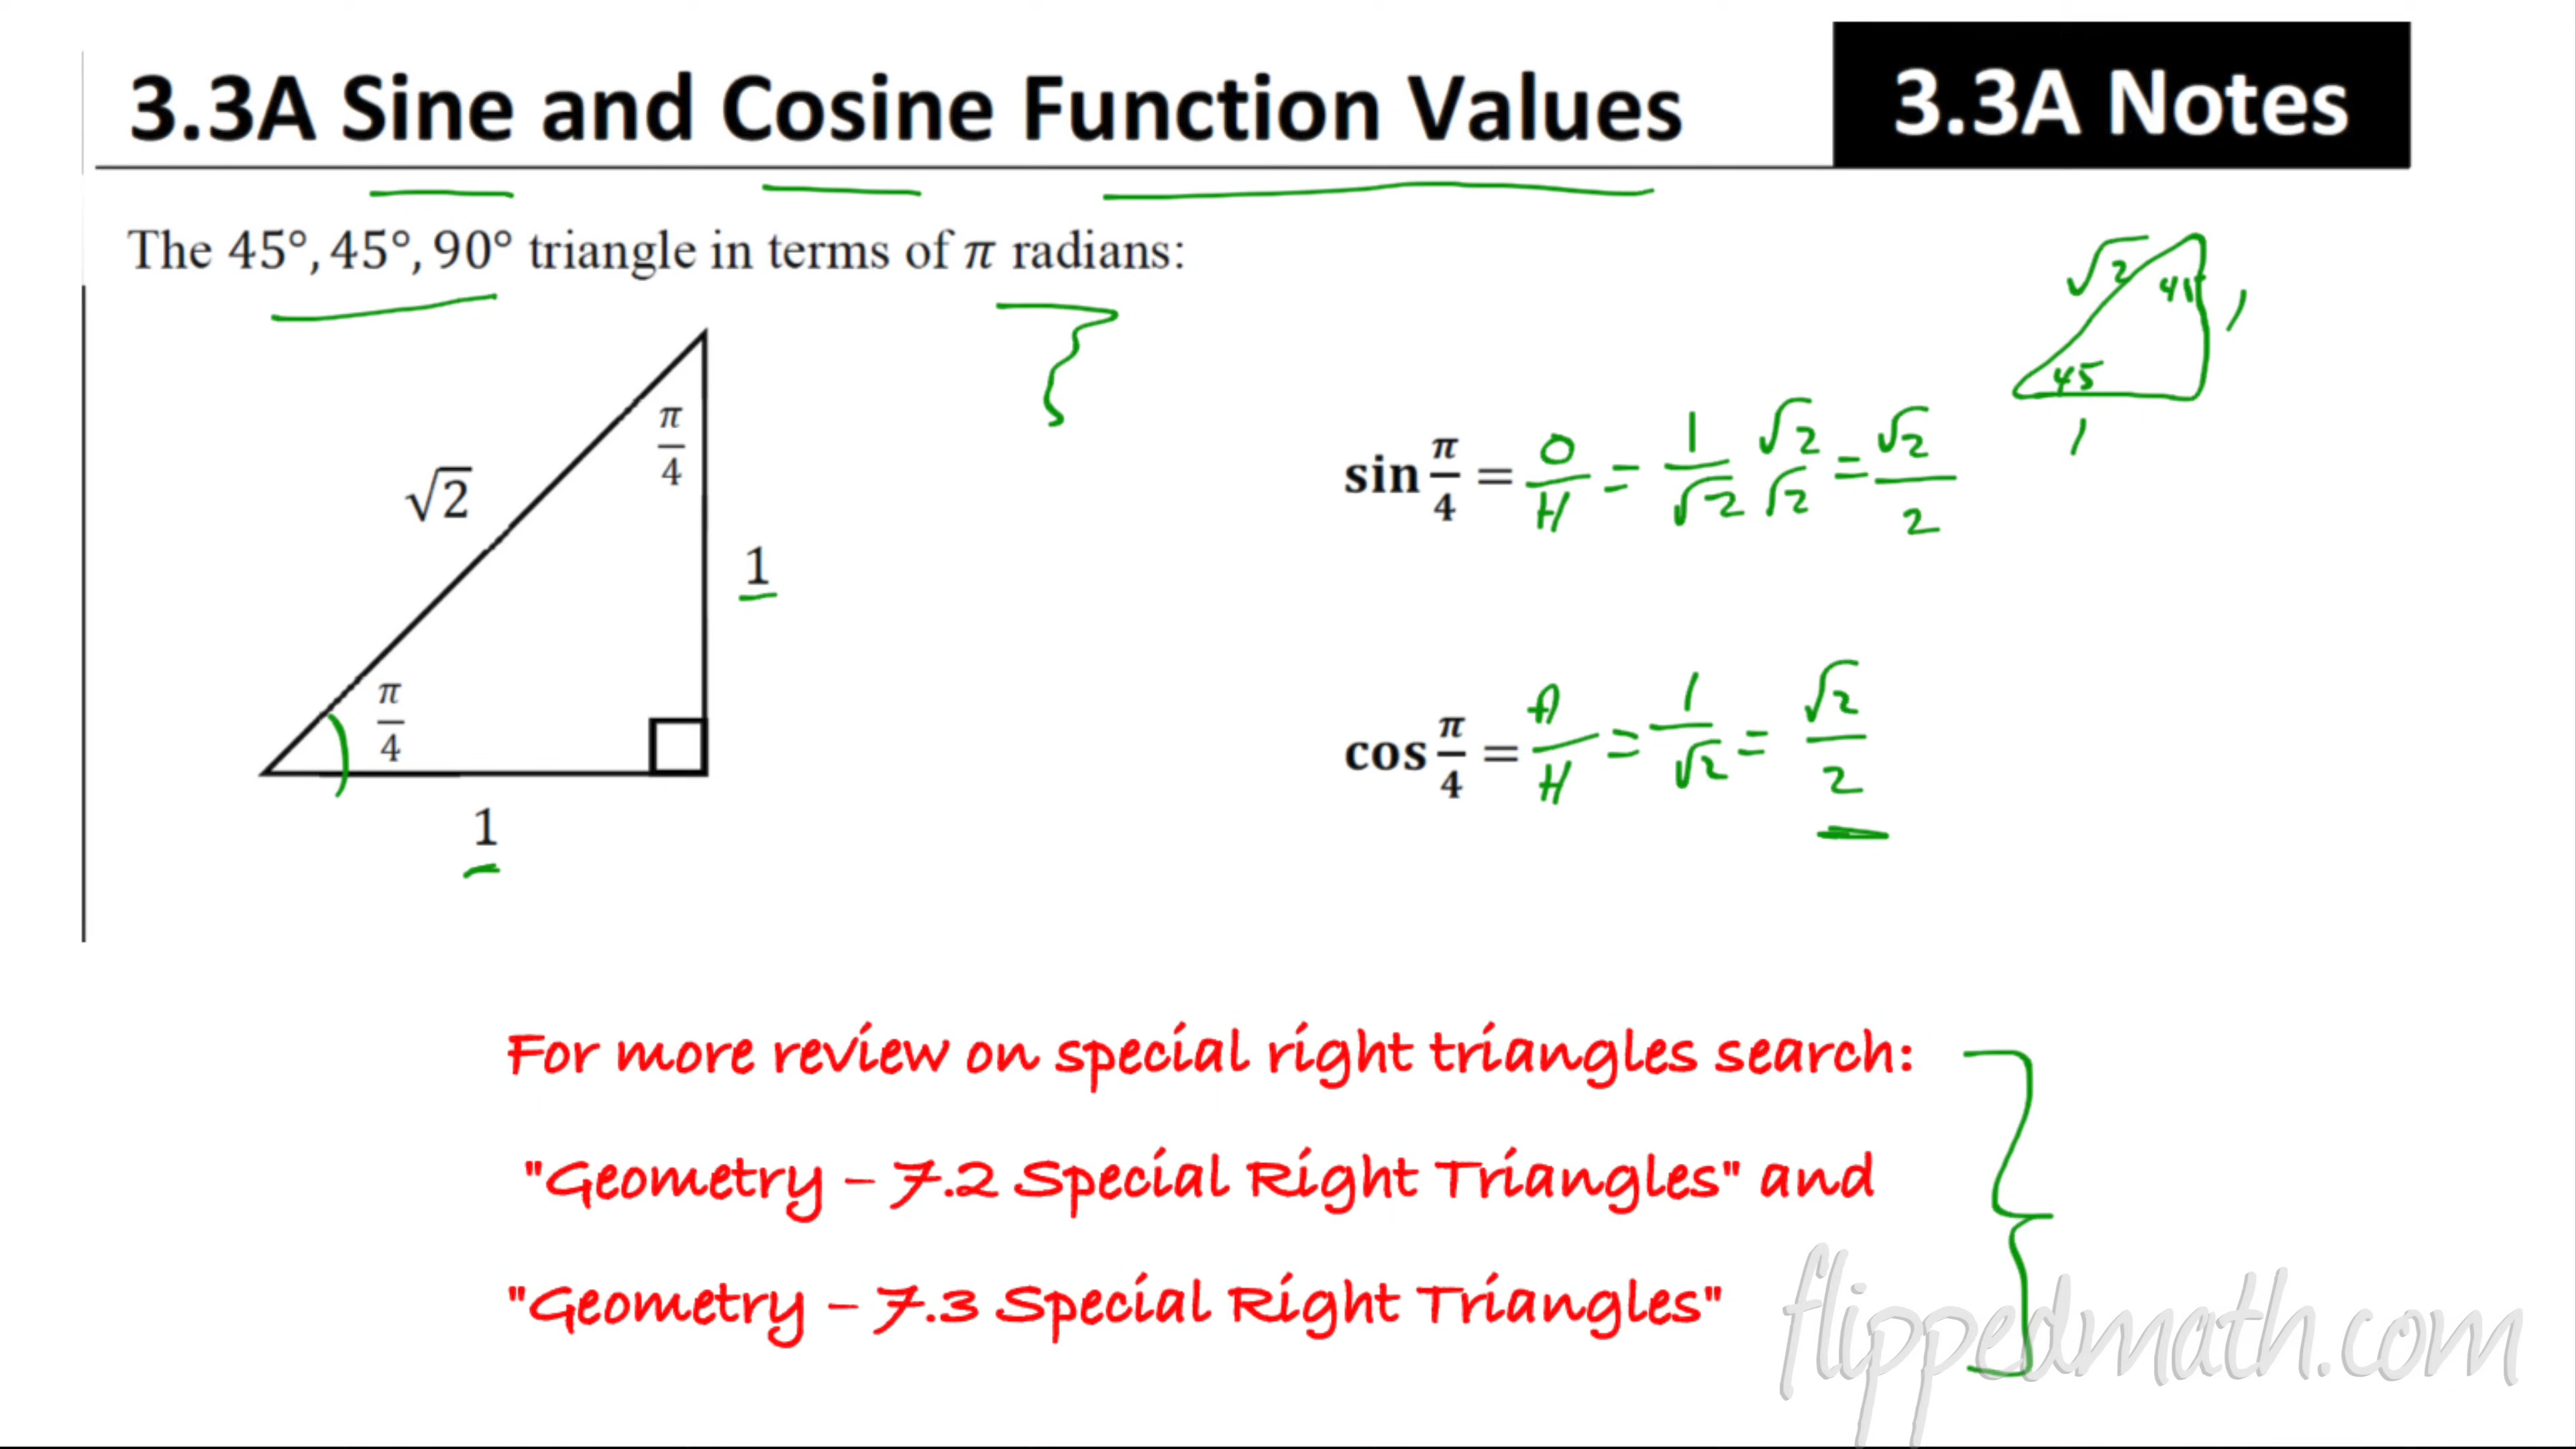 3.3A Sine and Cosine Function Values
3.3A Notes
The 45°, 45°, 90° triangle in terms of π radians:
√2
π/4
1
π/4
1
√2
45
1
45
1
sin π/4 = O/H = 1/√2 √2/√2 = √2/2
cos π/4 = A/H = 1/√2 = √2/2
For more review on special right triangles search:
"Geometry – 7.2 Special Right Triangles" and
"Geometry – 7.3 Special Right Triangles"
flippedmath.com